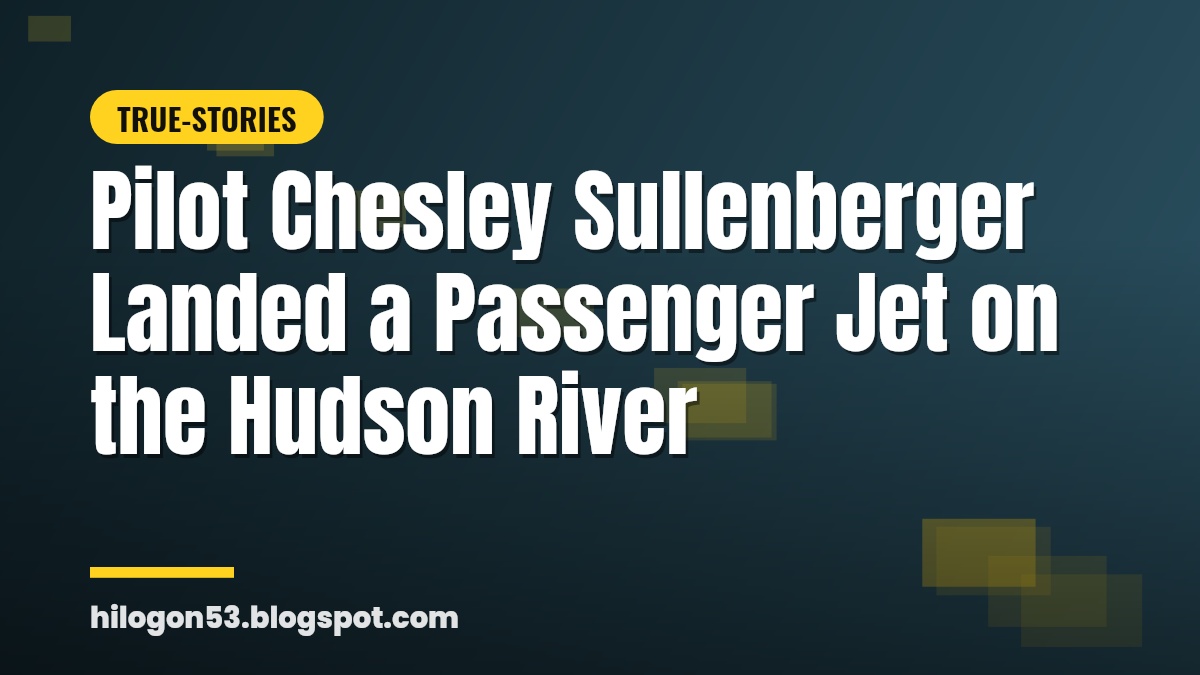 TRUE-STORIES
Pilot Chesley Sullenberger
Landed a Passenger Jet on
the Hudson River
hilogon53.blogspot.com